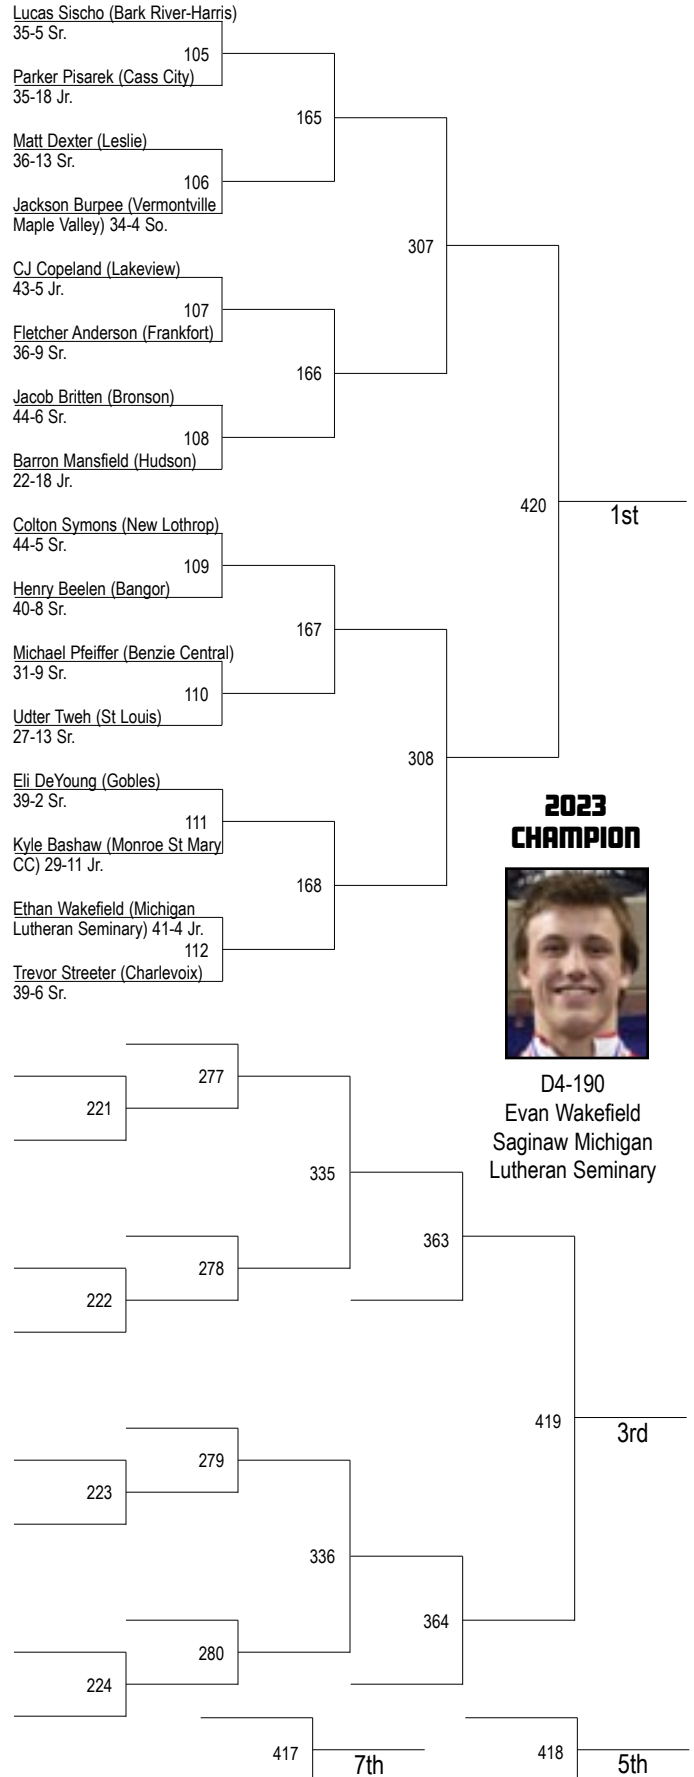 Lucas Sischo (Bark River-Harris)
35-5 Sr.
105
Parker Pisarek (Cass City)
35-18 Jr.
165
Matt Dexter (Leslie)
36-13 Sr.
106
Jackson Burpee (Vermontville
Maple Valley) 34-4 So.
307
CJ Copeland (Lakeview)
43-5 Jr.
107
Fletcher Anderson (Frankfort)
36-9 Sr.
166
Jacob Britten (Bronson)
44-6 Sr.
108
Barron Mansfield (Hudson)
22-18 Jr.
420
1st
Colton Symons (New Lothrop)
44-5 Sr.
109
Henry Beelen (Bangor)
40-8 Sr.
167
Michael Pfeiffer (Benzie Central)
31-9 Sr.
110
Udter Tweh (St Louis)
27-13 Sr.
308
Eli DeYoung (Gobles)
39-2 Sr.
111
Kyle Bashaw (Monroe St Mary
CC) 29-11 Jr.
168
Ethan Wakefield (Michigan
Lutheran Seminary) 41-4 Jr.
112
Trevor Streeter (Charlevoix)
39-6 Sr.
2023
CHAMPION
D4-190
Evan Wakefield
Saginaw Michigan
Lutheran Seminary
277
221
335
278
222
363
419
3rd
279
223
336
364
280
224
417
7th
418
5th